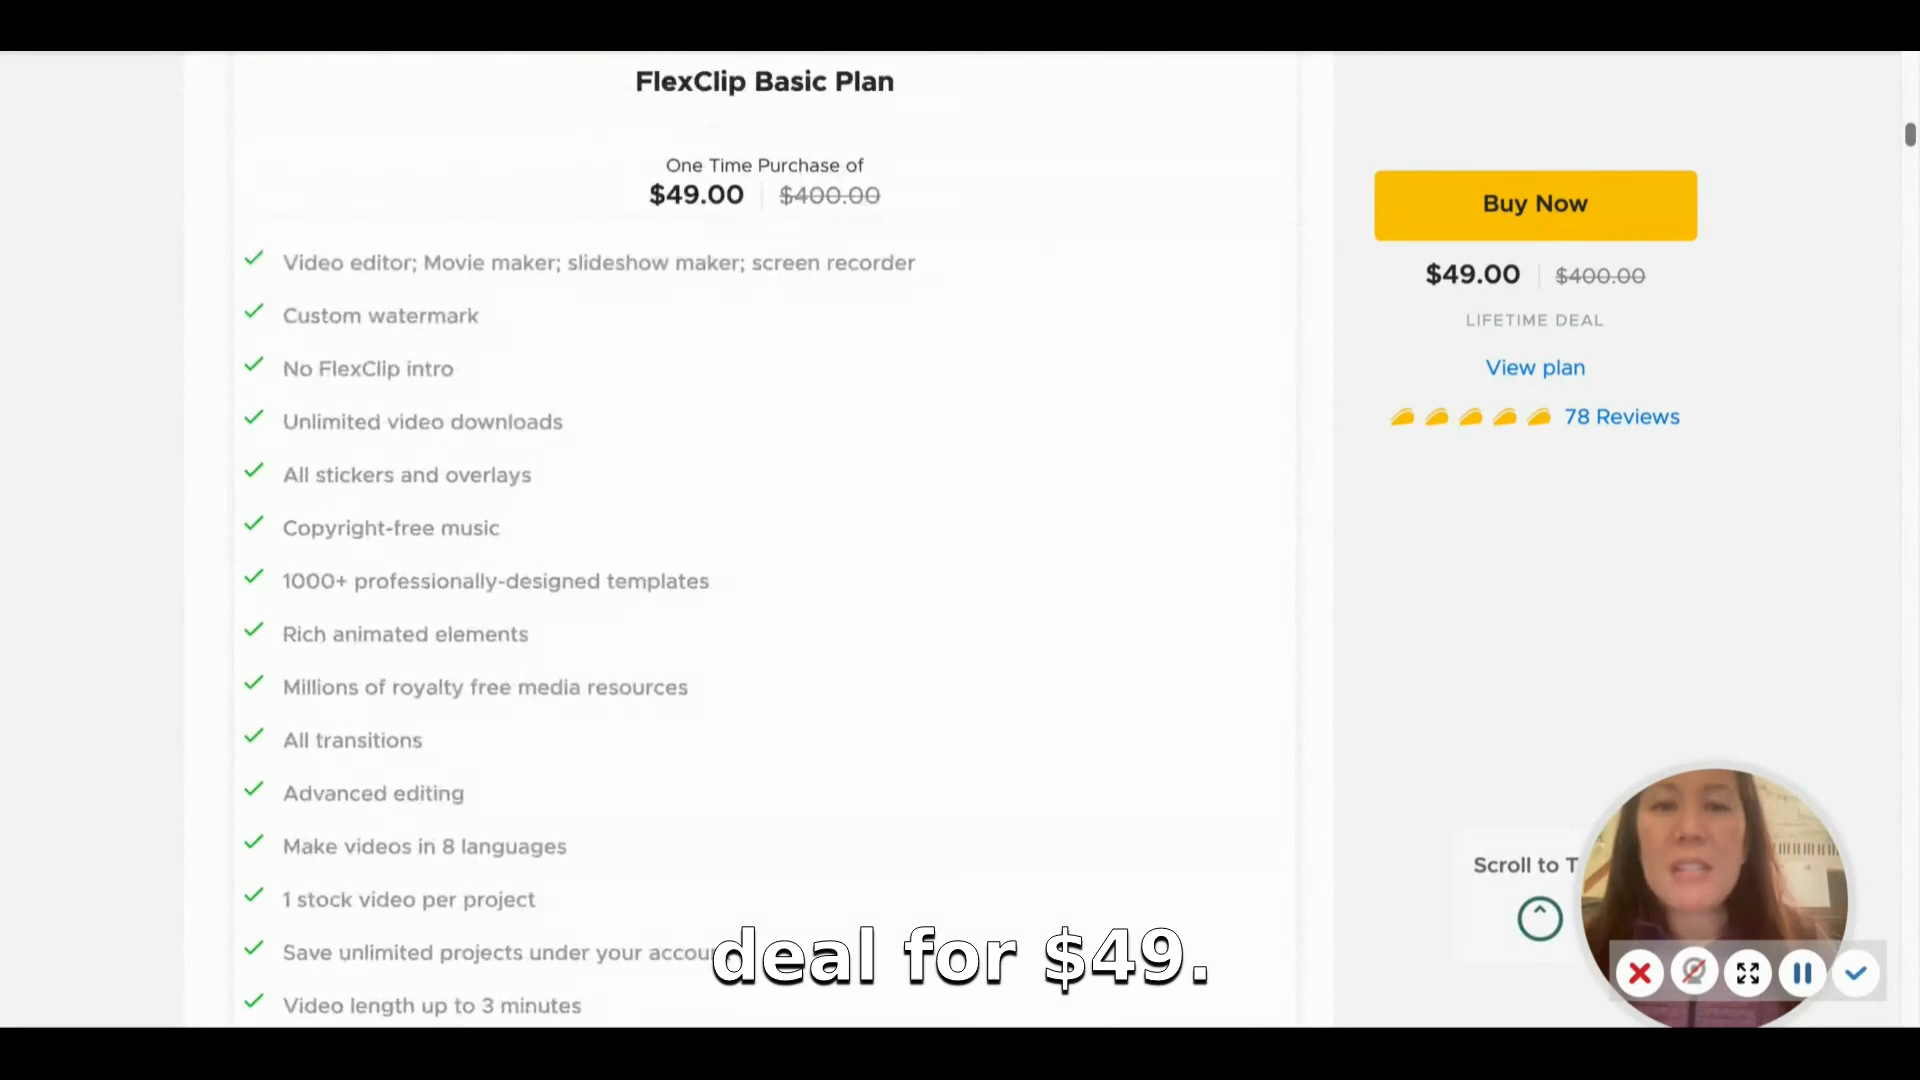 FlexClip Basic Plan
One Time Purchase of
$49.00 $400.00
Video editor; Movie maker; slideshow maker; screen recorder
Custom watermark
No FlexClip intro
Unlimited video downloads
All stickers and overlays
Copyright-free music
1000+ professionally-designed templates
Rich animated elements
Millions of royalty free media resources
All transitions
Advanced editing
Make videos in 8 languages
1 stock video per project
Save unlimited projects under your accou
Video length up to 3 minutes
Buy Now
$49.00 $400.00
LIFETIME DEAL
View plan
78 Reviews
Scroll to T
deal for $49.